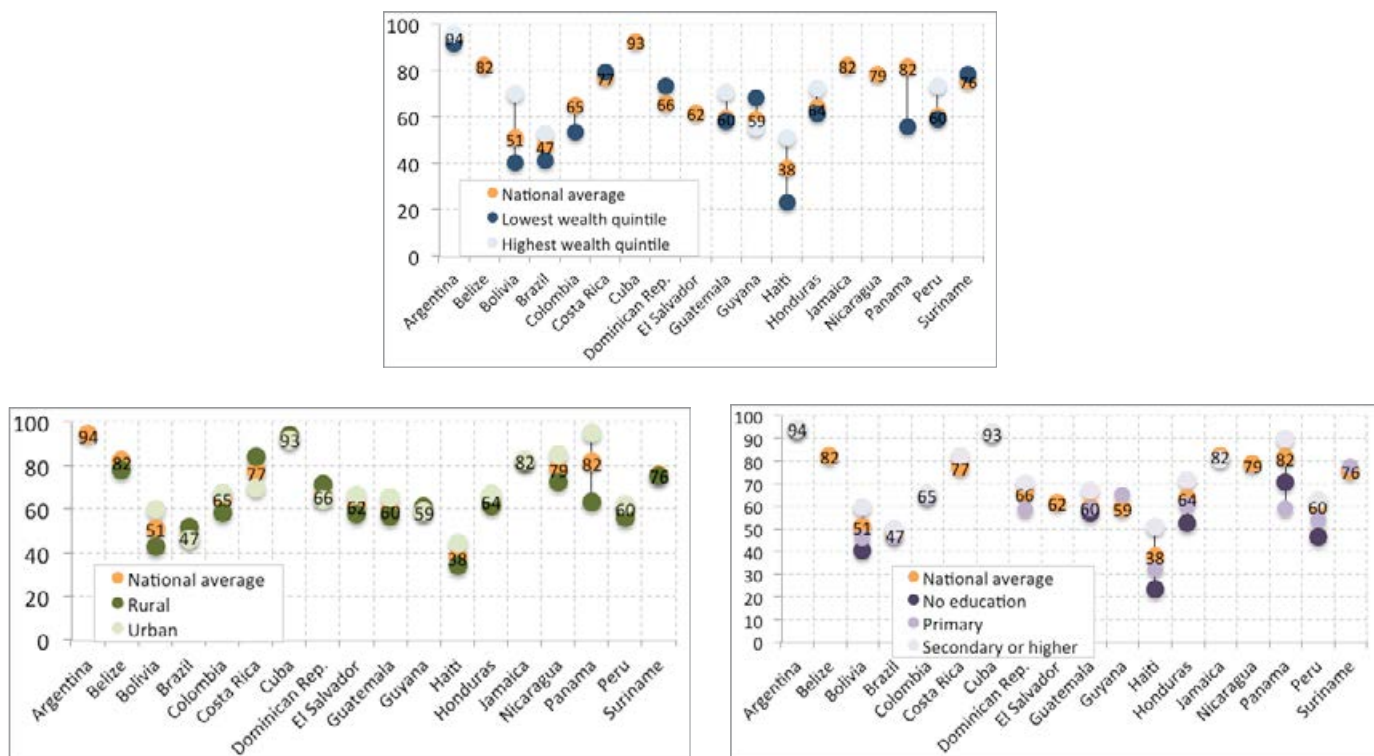 100
80
60
40
20
0
94
82
51
47
65
77
93
66
62
60
59
38
64
82
79
82
60
76
National average
Lowest wealth quintile
Highest wealth quintile
Argentina
Belize
Bolivia
Brazil
Colombia
Costa Rica
Cuba
Dominican Rep.
El Salvador
Guatemala
Guyana
Haiti
Honduras
Jamaica
Nicaragua
Panama
Peru
Suriname
100
80
60
40
20
0
94
82
51
47
65
77
93
66
62
60
59
38
64
82
79
82
60
76
National average
Rural
Urban
Argentina
Belize
Bolivia
Brazil
Colombia
Costa Rica
Cuba
Dominican Rep.
El Salvador
Guatemala
Guyana
Haiti
Honduras
Jamaica
Nicaragua
Panama
Peru
Suriname
100
90
80
70
60
50
40
30
20
10
0
94
82
51
47
65
77
93
66
62
60
59
38
64
82
79
82
60
76
National average
No education
Primary
Secondary or higher
Argentina
Belize
Bolivia
Brazil
Colombia
Costa Rica
Cuba
Dominican Rep.
El Salvador
Guatemala
Guyana
Haiti
Honduras
Jamaica
Nicaragua
Panama
Peru
Suriname